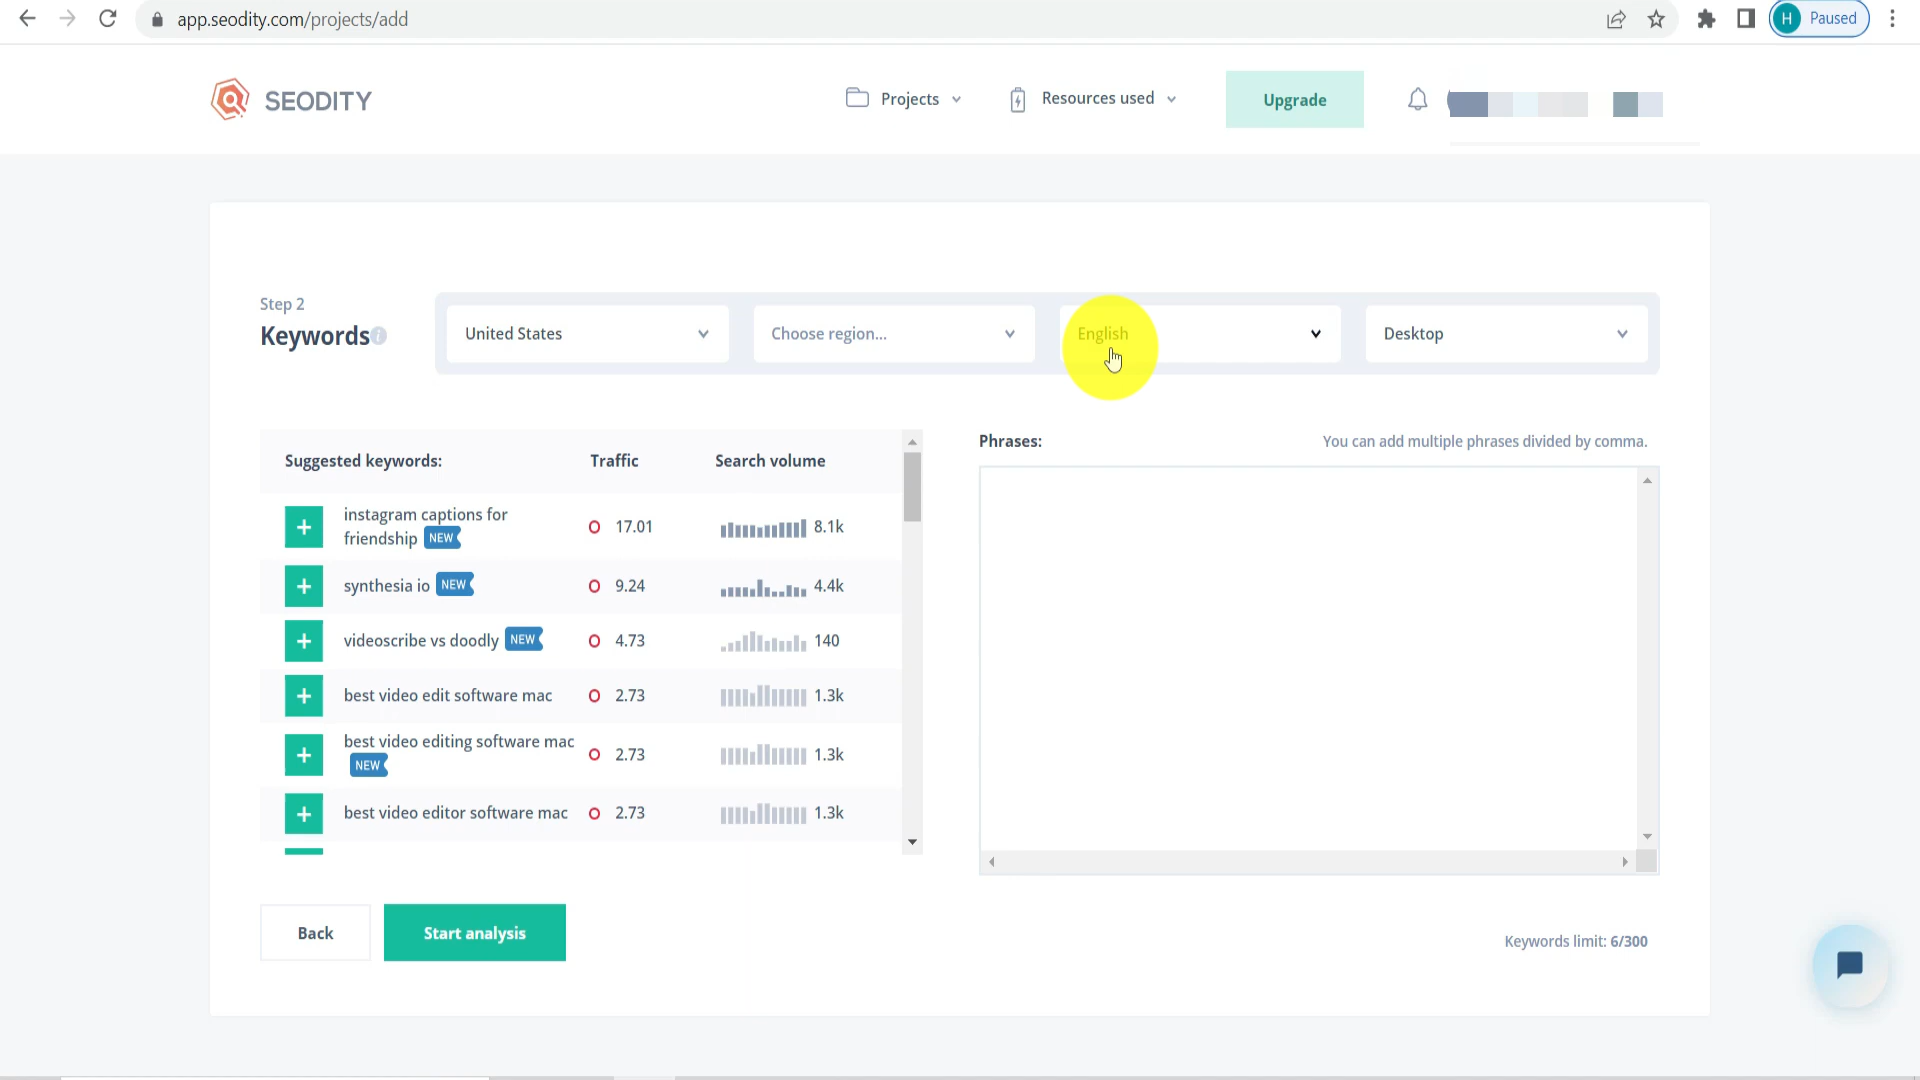 app.seodity.com/projects/add
H Paused
SEODITY
Projects
Resources used
Upgrade
Step 2
Keywords
United States
Choose region...
English
Desktop
Suggested keywords: Traffic Search volume
instagram captions for
friendship NEW 17.01 8.1k
synthesia io NEW 9.24 4.4k
videoscribe vs doodly NEW 4.73 140
best video edit software mac 2.73 1.3k
best video editing software mac
NEW 2.73 1.3k
best video editor software mac 2.73 1.3k
Phrases: You can add multiple phrases divided by comma.
Back
Start analysis
Keywords limit: 6/300